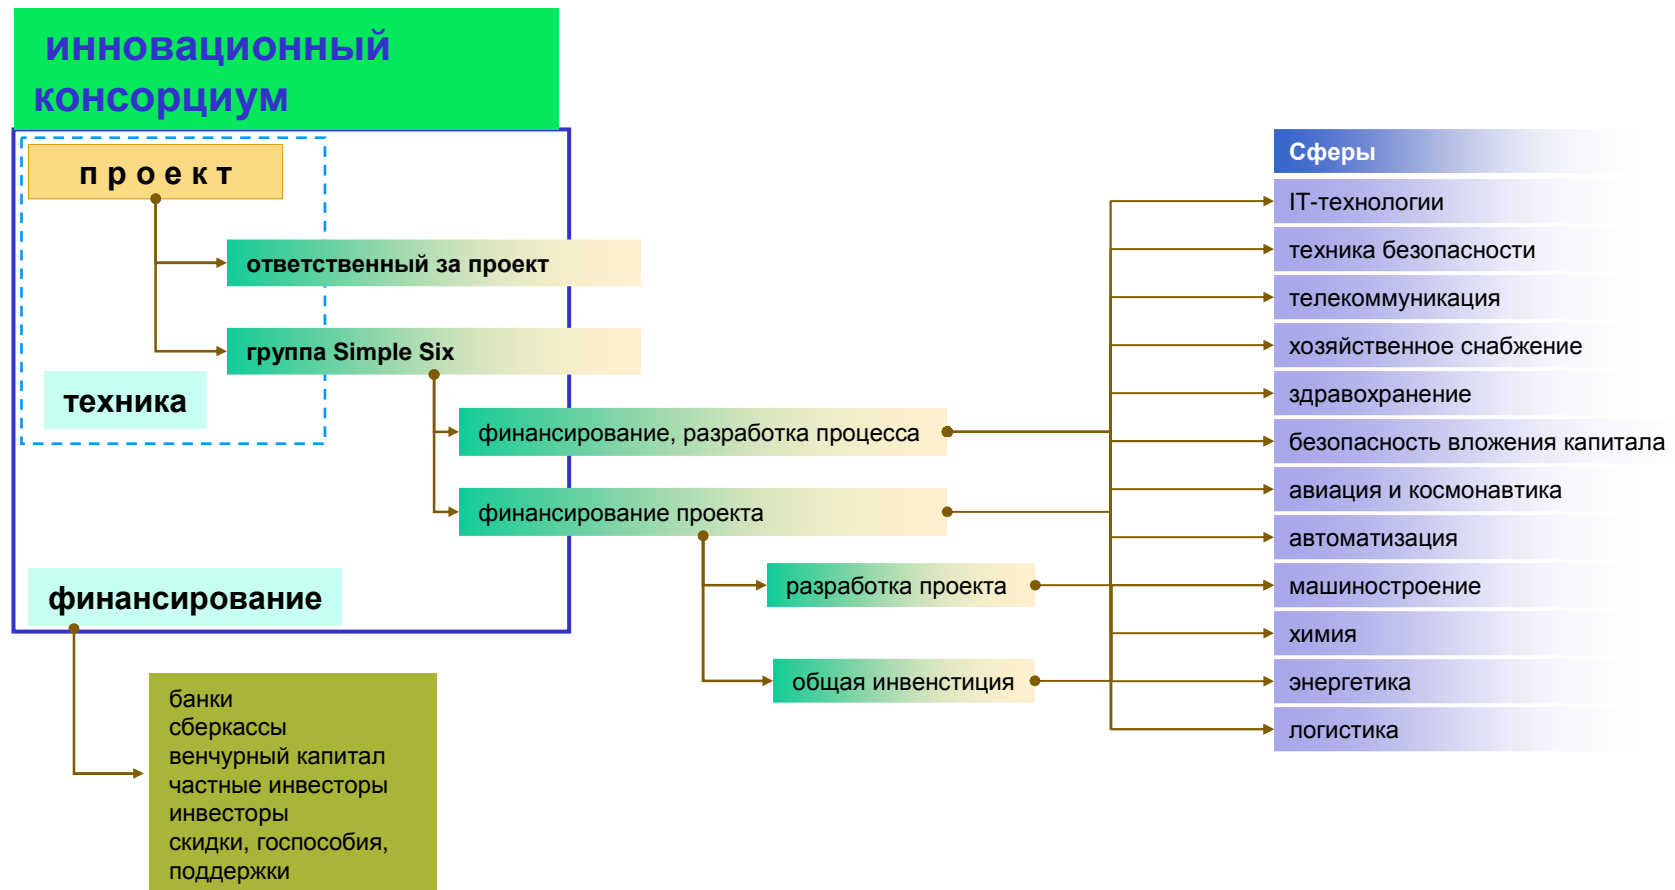 инновационный
консорциум
п р о е к т
ответственный за проект
группа Simple Six
техника
финансирование, разработка процесса
финансирование проекта
разработка проекта
общая инвенстиция
финансирование
банки
сберкассы
венчурный капитал
частные инвесторы
инвесторы
скидки, госпособия,
поддержки
Сферы
IT-технологии
техника безопасности
телекоммуникация
хозяйственное снабжение
здравохранение
безопасность вложения капитала
авиация и космонавтика
автоматизация
машиностроение
химия
энергетика
логистика